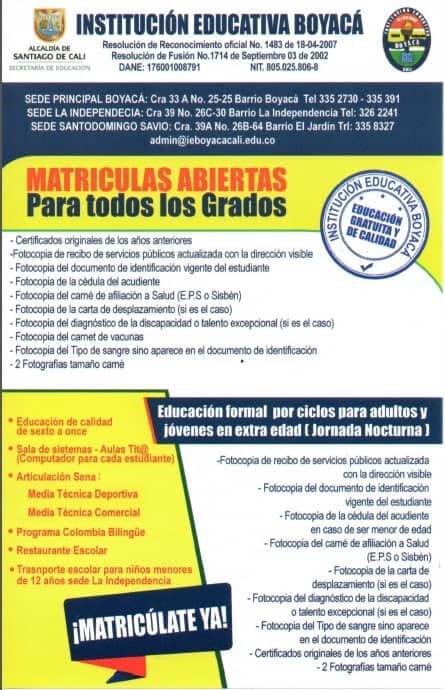 ALCALDÍA DE
SANTIAGO DE CALI
SECRETARÍA DE EDUCACIÓN
INSTITUCIÓN EDUCATIVA BOYACÁ
Resolución de Reconocimiento oficial No. 1483 de 18-04-2007
Resolución de Fusión No.1714 de Septiembre 03 de 2002
DANE: 176001008791 NIT. 805.025.806-8
BOYACÁ
SEDE PRINCIPAL BOYACÁ: Cra 33 A No. 25-25 Barrio Boyacá Tel 335 2730 - 335 391
SEDE LA INDEPENDECIA: Cra 39 No. 26C-30 Barrio La Independencia Tel: 326 2241
SEDE SANTODOMINGO SAVIO: Cra. 39A No. 26B-64 Barrio El Jardín Trl: 335 8327
admin@ieboyacacali.edu.co
MATRICULAS ABIERTAS
Para todos los Grados
INSTITUCIÓN EDUCATIVA BOYACÁ
EDUCACIÓN
GRATUITA Y
DE CALIDAD
- Certificados originales de los años anteriores
-Fotocopia de recibo de servicios públicos actualizada con la dirección visible
- Fotocopia del documento de identificación vigente del estudiante
- Fotocopia de la cédula del acudiente
- Fotocopia del carné de afiliación a Salud (E.P.S o Sisbén)
- Fotocopia de la carta de desplazamiento (si es el caso)
- Fotocopia del diagnóstico de la discapacidad o talento excepcional (si es el caso)
- Fotocopia del carnet de vacunas
- Fotocopia del Tipo de sangre sino aparece en el documento de identificación
- 2 Fotografías tamaño carné
Educación formal por ciclos para adultos y
jóvenes en extra edad ( Jornada Nocturna )
• Educación de calidad
de sexto a once
• Sala de sistemas - Aulas TIt@
(Computador para cada estudiante)
• Articulación Sena :
Media Técnica Deportiva
Media Técnica Comercial
• Programa Colombia Bilingüe
• Restaurante Escolar
• Trasnporte escolar para niños menores
de 12 años sede La Independencia
¡MATRICÚLATE YA!
-Fotocopia de recibo de servicios públicos actualizada
con la dirección visible
- Fotocopia del documento de identificación
vigente del estudiante
- Fotocopia de la cédula del acudiente
en caso de ser menor de edad
- Fotocopia del carné de afiliación a Salud
(E.P.S o Sisbén)
- Fotocopia de la carta de
desplazamiento (si es el caso)
- Fotocopia del diagnóstico de la discapacidad
o talento excepcional (si es el caso)
- Fotocopia del Tipo de sangre sino aparece
en el documento de identificación
- Certificados originales de los años anteriores
- 2 Fotografías tamaño carné